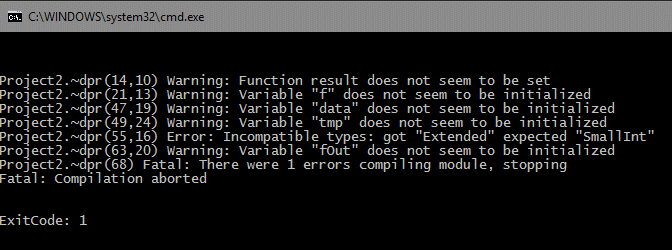 C:\WINDOWS\system32\cmd.exe
Project2.~dpr(14,10) Warning: Function result does not seem to be set
Project2.~dpr(21,13) Warning: Variable "f" does not seem to be initialized
Project2.~dpr(47,19) Warning: Variable "data" does not seem to be initialized
Project2.~dpr(49,24) Warning: Variable "tmp" does not seem to be initialized
Project2.~dpr(55,16) Error: Incompatible types: got "Extended" expected "SmallInt"
Project2.~dpr(63,20) Warning: Variable "fOut" does not seem to be initialized
Project2.~dpr(68) Fatal: There were 1 errors compiling module, stopping
Fatal: Compilation aborted
ExitCode: 1